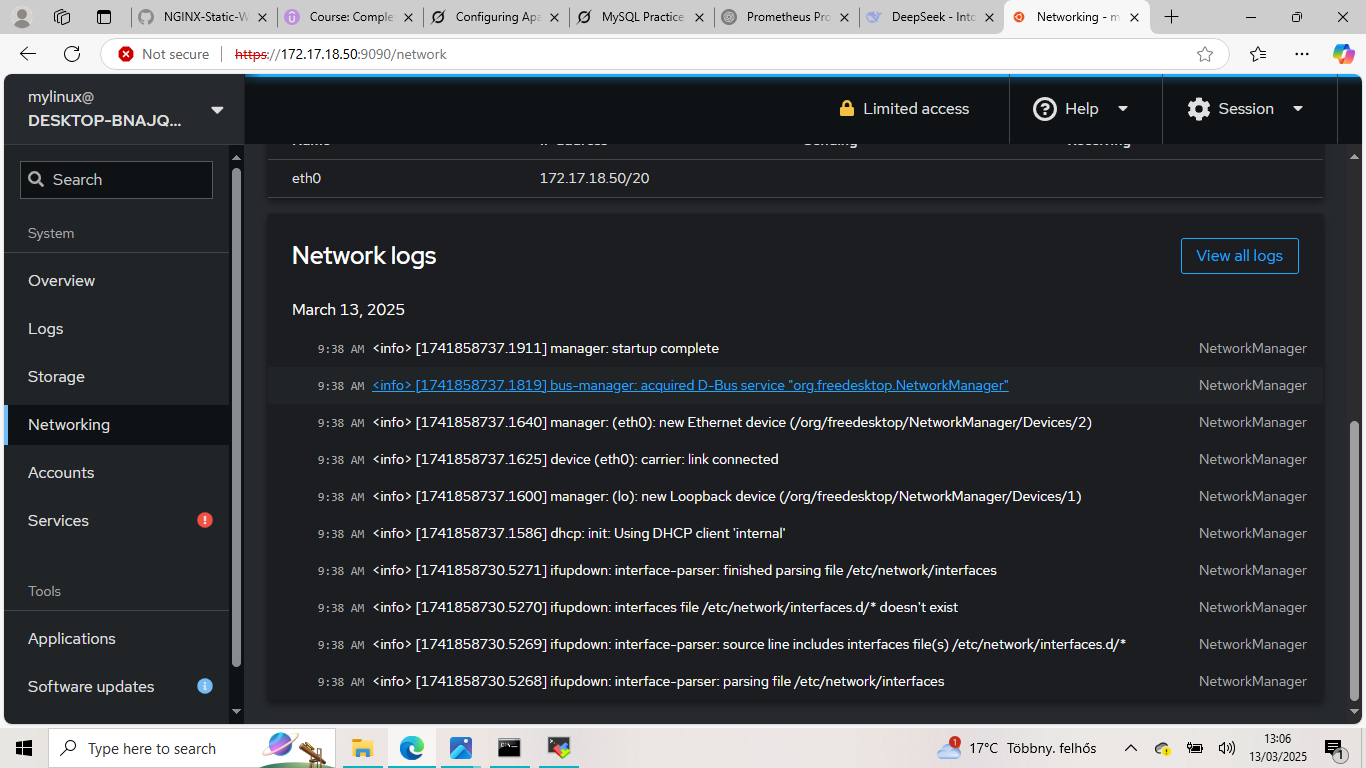 NGINX-Static-W
Course: Comple
Configuring Apa
MySQL Practice
Prometheus Pro
DeepSeek - Into
Networking - m
Not secure
https://172.17.18.50:9090/network
mylinux@
DESKTOP-BNAJQ...
Limited access
Help
Session
Search
System
Overview
Logs
Storage
Networking
Accounts
Services
Tools
Applications
Software updates
Name IP address Sending Receiving
eth0 172.17.18.50/20
Network logs
View all logs
March 13, 2025
9:38 AM <info> [1741858737.1911] manager: startup complete NetworkManager
9:38 AM <info> [1741858737.1819] bus-manager: acquired D-Bus service "org.freedesktop.NetworkManager" NetworkManager
9:38 AM <info> [1741858737.1640] manager: (eth0): new Ethernet device (/org/freedesktop/NetworkManager/Devices/2) NetworkManager
9:38 AM <info> [1741858737.1625] device (eth0): carrier: link connected NetworkManager
9:38 AM <info> [1741858737.1600] manager: (lo): new Loopback device (/org/freedesktop/NetworkManager/Devices/1) NetworkManager
9:38 AM <info> [1741858737.1586] dhcp: init: Using DHCP client 'internal' NetworkManager
9:38 AM <info> [1741858730.5271] ifupdown: interface-parser: finished parsing file /etc/network/interfaces NetworkManager
9:38 AM <info> [1741858730.5270] ifupdown: interfaces file /etc/network/interfaces.d/* doesn't exist NetworkManager
9:38 AM <info> [1741858730.5269] ifupdown: interface-parser: source line includes interfaces file(s) /etc/network/interfaces.d/* NetworkManager
9:38 AM <info> [1741858730.5268] ifupdown: interface-parser: parsing file /etc/network/interfaces NetworkManager
Type here to search
1
17°C Többny. felhős
13:06
13/03/2025
1